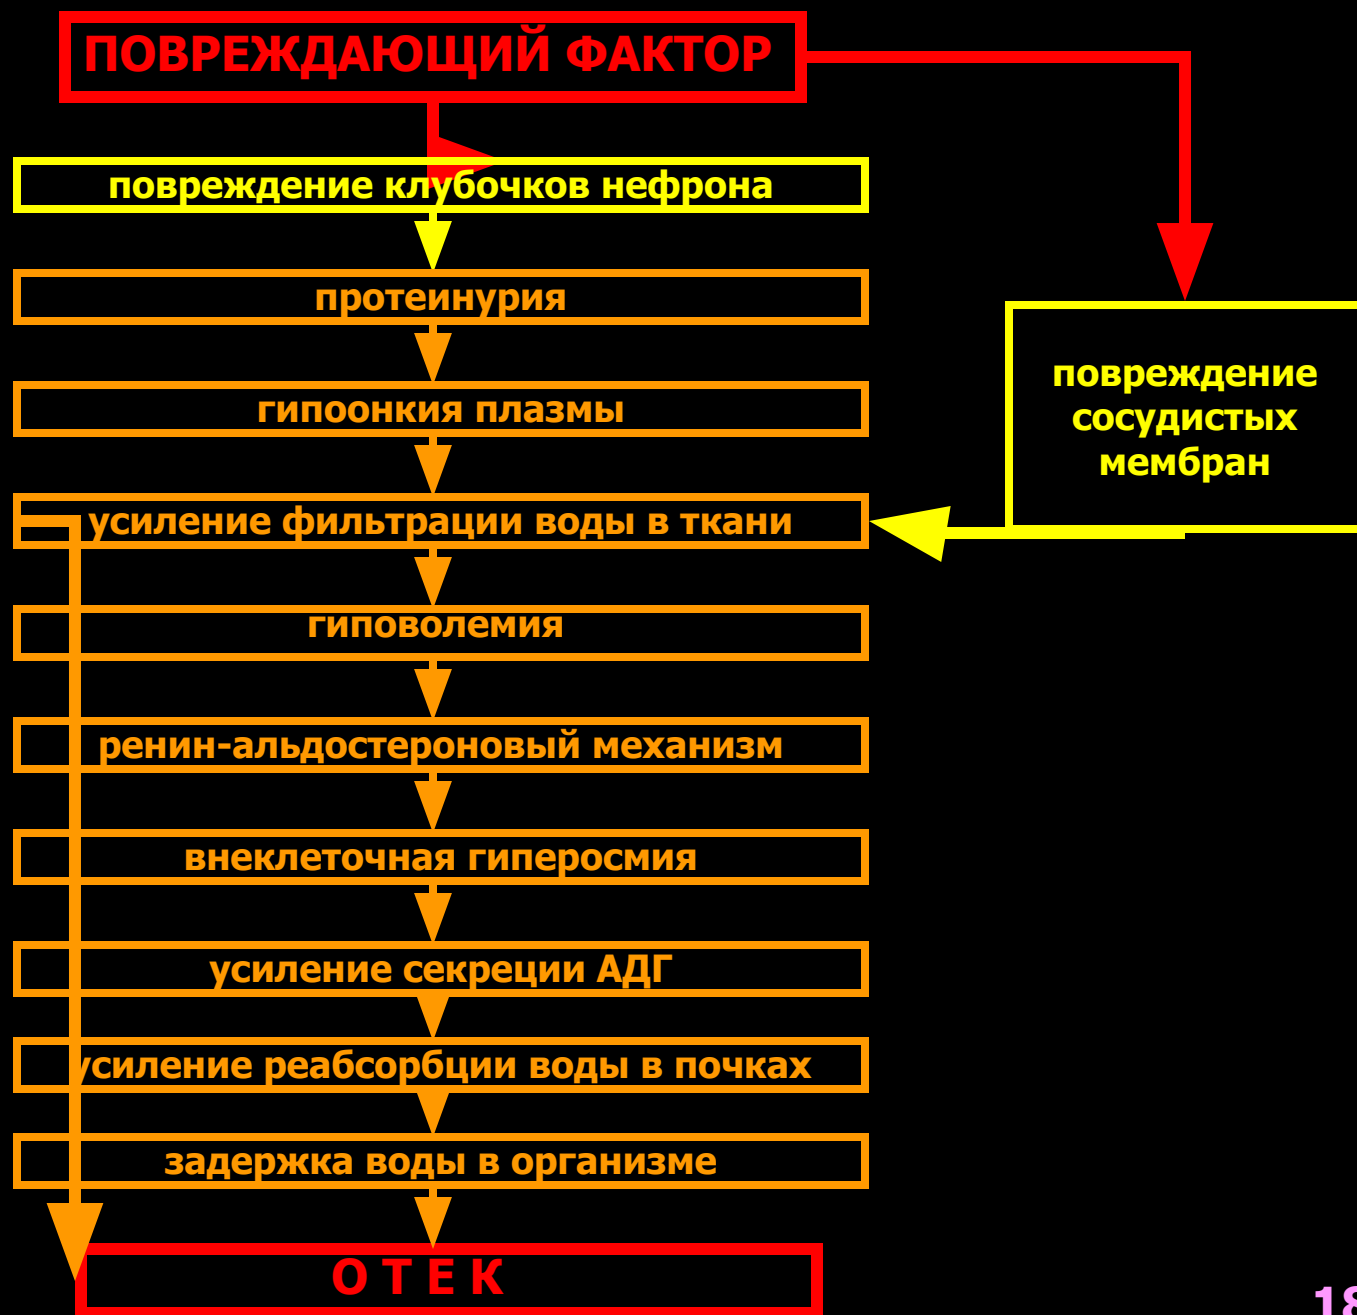 ПОВРЕЖДАЮЩИЙ ФАКТОР
повреждение клубочков нефрона
протеинурия
гипоонкия плазмы
повреждение
сосудистых
мембран
усиление фильтрации воды в ткани
гиповолемия
ренин-альдостероновый механизм
внеклеточная гиперосмия
усиление секреции АДГ
усиление реабсорбции воды в почках
задержка воды в организме
О Т Е К
18